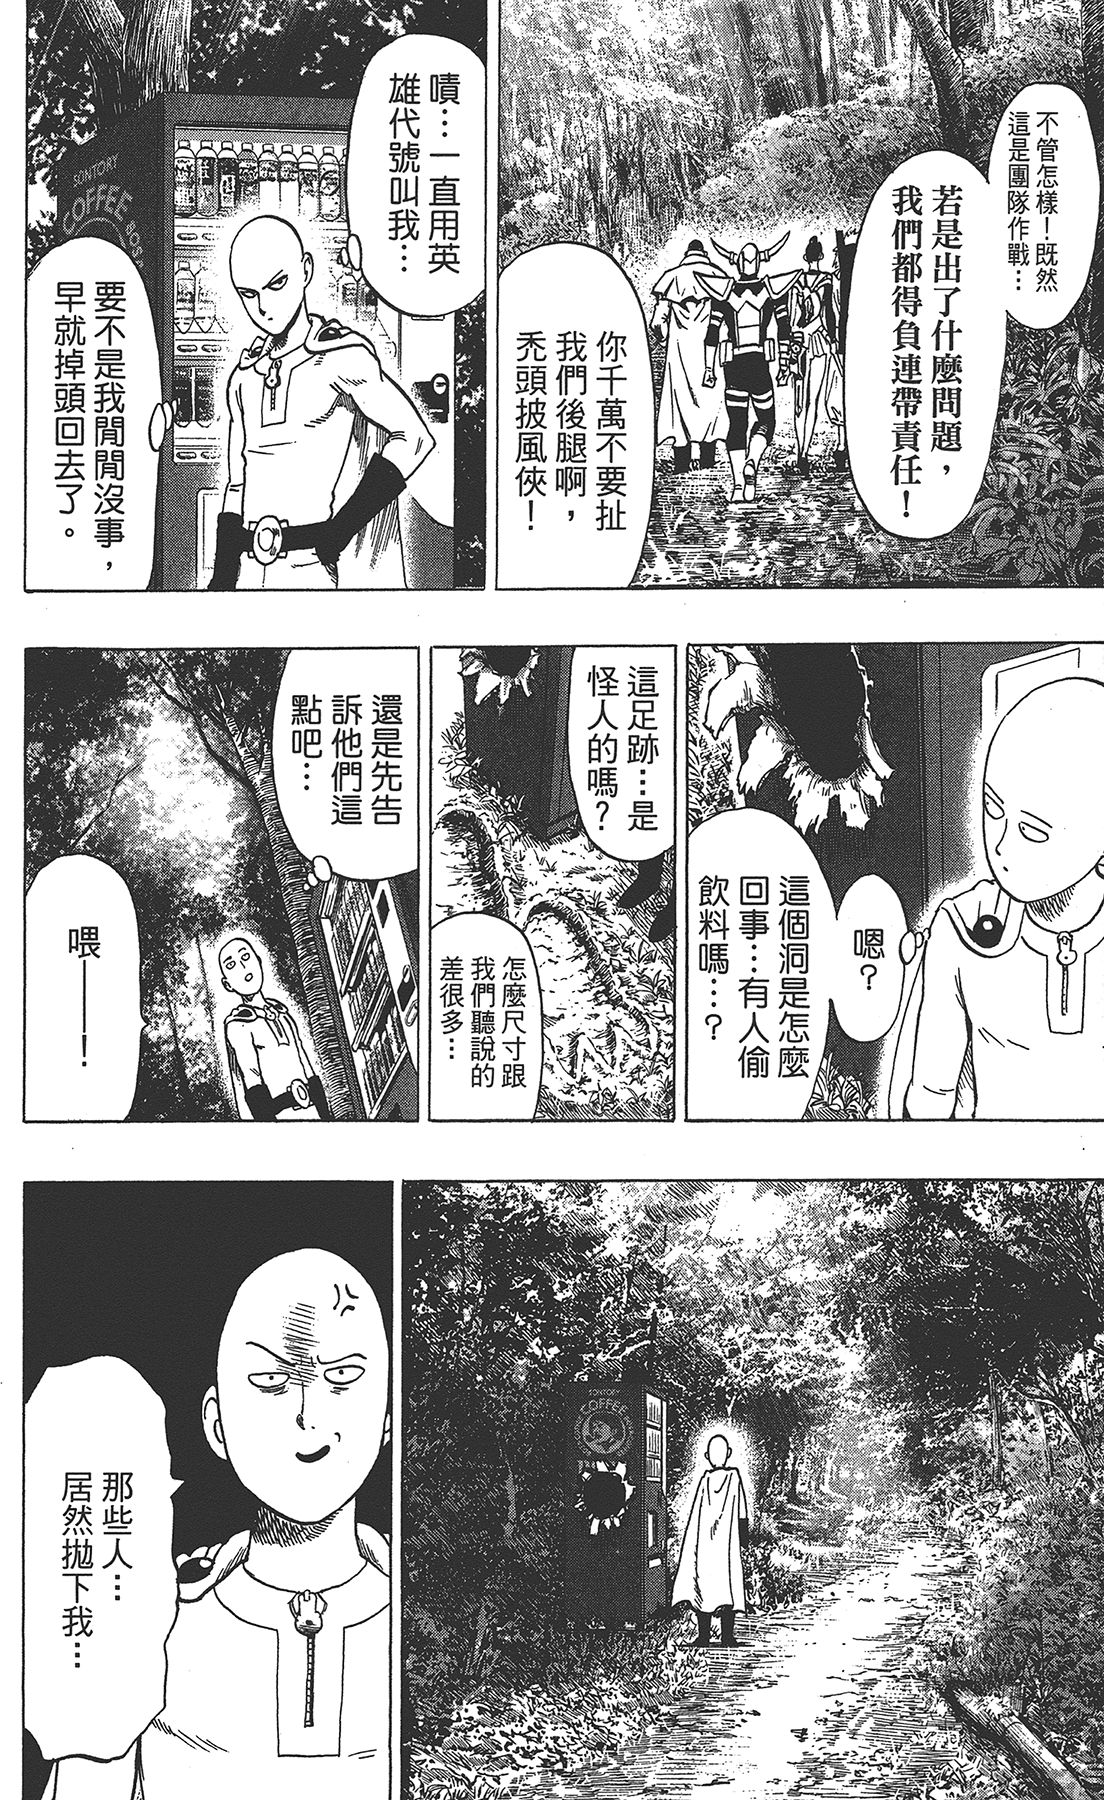 不管怎樣！既然
這是團隊作戰…
若是出了什麼問題，
我們都得負連帶責任！
你千萬不要扯
我們後腿啊，
禿頭披風俠！
嘖…一直用英
雄代號叫我…
SONTORY
COFFEE
BOSS
要不是我閒閒沒事，
早就掉頭回去了。
嗯？
這個洞是怎麼
回事…有人偷
飲料嗎…？
這足跡…是
怪人的嗎？
怎麼尺寸跟
我們聽說的
差很多…
還是先告
訴他們這
點吧…
喂——！
SONTORY
COFFEE
那些人…
居然拋下我…